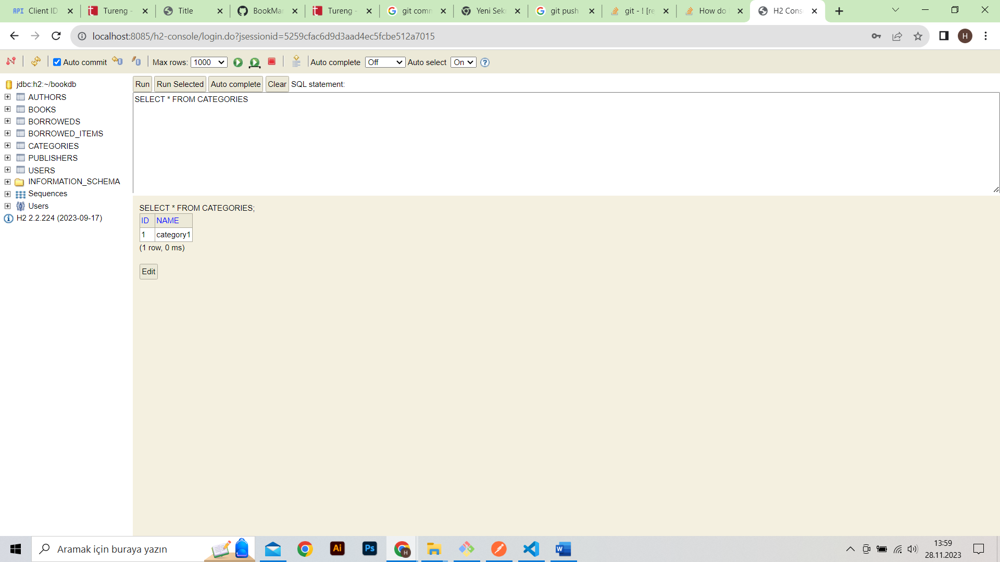 Client ID
Tureng -
Title
BookMar
Tureng -
git comm
Yeni Sek
git push
git - ! [re
How do
H2 Cons
localhost:8085/h2-console/login.do?jsessionid=5259cfac6d9d3aad4ec5fcbe512a7015
H
Auto commit
Max rows: 1000
Auto complete Off
Auto select On
jdbc:h2:~/bookdb
AUTHORS
BOOKS
BORROWEDS
BORROWED_ITEMS
CATEGORIES
PUBLISHERS
USERS
INFORMATION_SCHEMA
Sequences
Users
H2 2.2.224 (2023-09-17)
Run Run Selected Auto complete Clear SQL statement:
SELECT * FROM CATEGORIES
SELECT * FROM CATEGORIES;
ID NAME
1 category1
(1 row, 0 ms)
Edit
Aramak için buraya yazın
Ai
Ps
H
W
13:59
28.11.2023